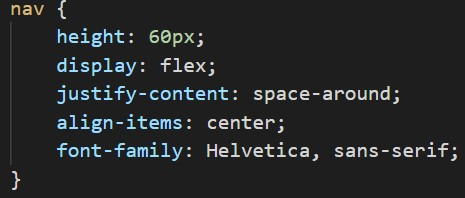 nav {
    height: 60px;
    display: flex;
    justify-content: space-around;
    align-items: center;
    font-family: Helvetica, sans-serif;
}